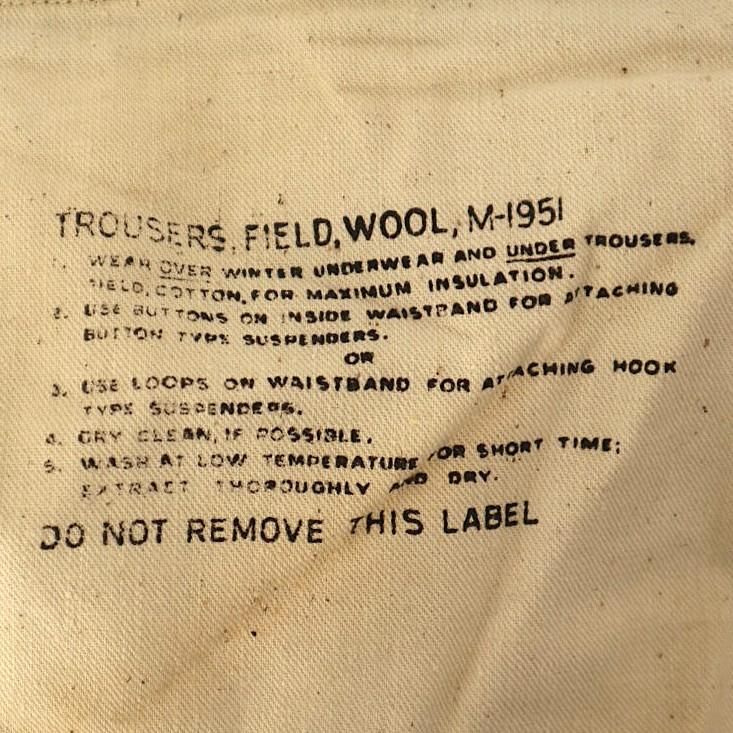 TROUSERS, FIELD, WOOL, M-1951
1. WEAR OVER WINTER UNDERWEAR AND UNDER TROUSERS,
FIELD, COTTON, FOR MAXIMUM INSULATION.
2. USE BUTTONS ON INSIDE WAISTBAND FOR ATTACHING
BUTTON TYPE SUSPENDERS.
OR
3. USE LOOPS ON WAISTBAND FOR ATTACHING HOOK
TYPE SUSPENDERS.
4. DRY CLEAN, IF POSSIBLE.
5. WASH AT LOW TEMPERATURE FOR SHORT TIME;
EXTRACT THOROUGHLY AND DRY.
DO NOT REMOVE THIS LABEL